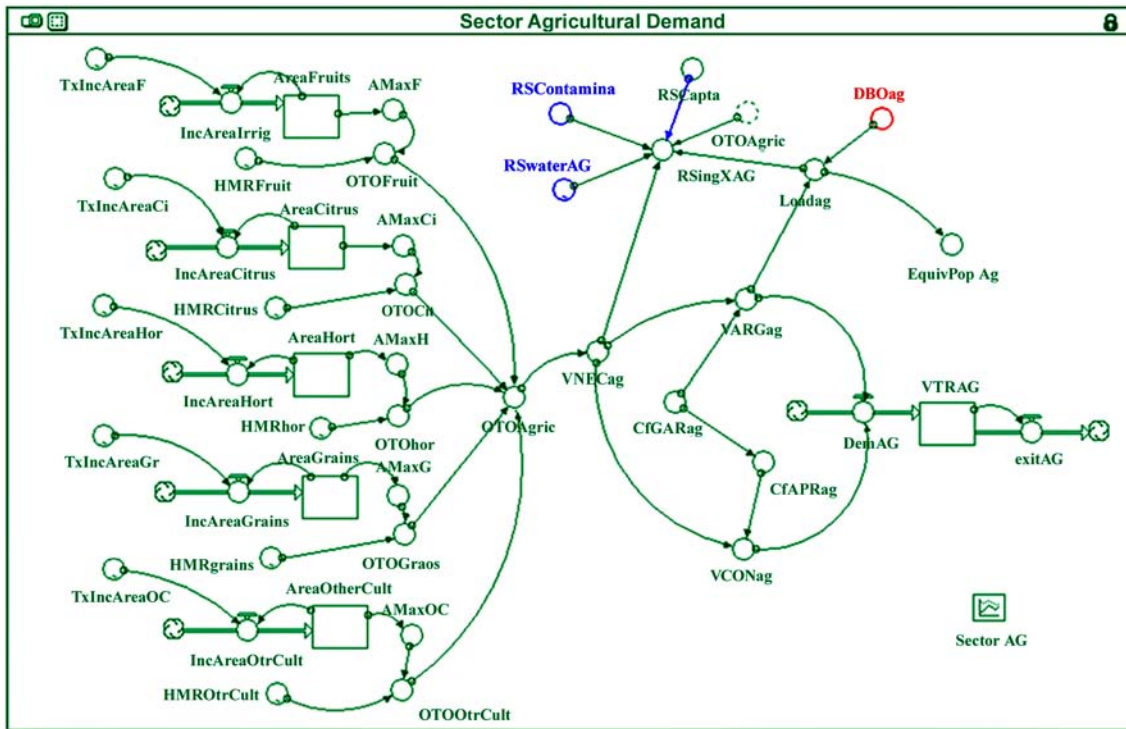 Sector Agricultural Demand
8
TxIncAreaF
AreaFruits
AMaxF
IncAreaIrrig
HMRFruit
OTOFruit
TxIncAreaCi
AreaCitrus
AMaxCi
IncAreaCitrus
HMRCitrus
OTOCit
TxIncAreaHor
AreaHort
AMaxH
IncAreaHort
HMRhor
OTOhor
TxIncAreaGr
AreaGrains
AMaxG
IncAreaGrains
HMRgrains
OTOGraos
TxIncAreaOC
AreaOtherCult
AMaxOC
IncAreaOtrCult
HMROtrCult
OTOOtrCult
OTOAgric
VNECag
RSContamina
RSCapta
OTOAgric
DBOag
RSwaterAG
RSingXAG
Loadag
EquivPop Ag
VARGag
CfGARag
CfAPRag
VCONag
DemAG
VTRAG
exitAG
Sector AG